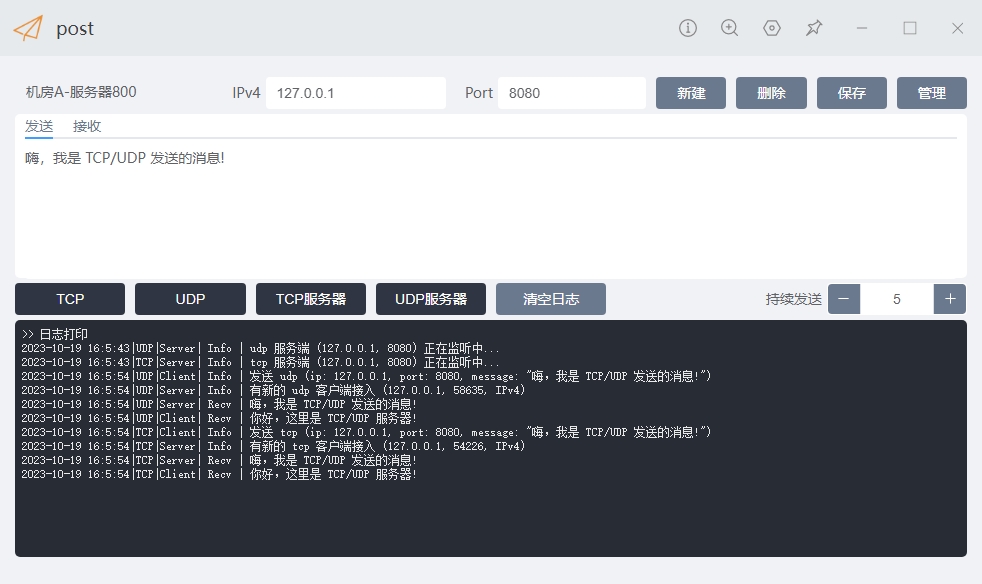 post
机房A-服务器800 IPv4 127.0.0.1 Port 8080 新建 删除 保存 管理
发送 接收
嗨，我是 TCP/UDP 发送的消息!
TCP UDP TCP服务器 UDP服务器 清空日志 持续发送 − 5 +
>> 日志打印
2023-10-19 16:5:43|UDP|Server| Info | udp 服务端 (127.0.0.1, 8080) 正在监听中...
2023-10-19 16:5:43|TCP|Server| Info | tcp 服务端 (127.0.0.1, 8080) 正在监听中...
2023-10-19 16:5:54|UDP|Client| Info | 发送 udp (ip: 127.0.0.1, port: 8080, message: "嗨，我是 TCP/UDP 发送的消息!")
2023-10-19 16:5:54|UDP|Server| Info | 有新的 udp 客户端接入 (127.0.0.1, 58635, IPv4)
2023-10-19 16:5:54|UDP|Server| Recv | 嗨，我是 TCP/UDP 发送的消息!
2023-10-19 16:5:54|UDP|Client| Recv | 你好，这里是 TCP/UDP 服务器!
2023-10-19 16:5:54|TCP|Client| Info | 发送 tcp (ip: 127.0.0.1, port: 8080, message: "嗨，我是 TCP/UDP 发送的消息!")
2023-10-19 16:5:54|TCP|Server| Info | 有新的 tcp 客户端接入 (127.0.0.1, 54226, IPv4)
2023-10-19 16:5:54|TCP|Server| Recv | 嗨，我是 TCP/UDP 发送的消息!
2023-10-19 16:5:54|TCP|Client| Recv | 你好，这里是 TCP/UDP 服务器!